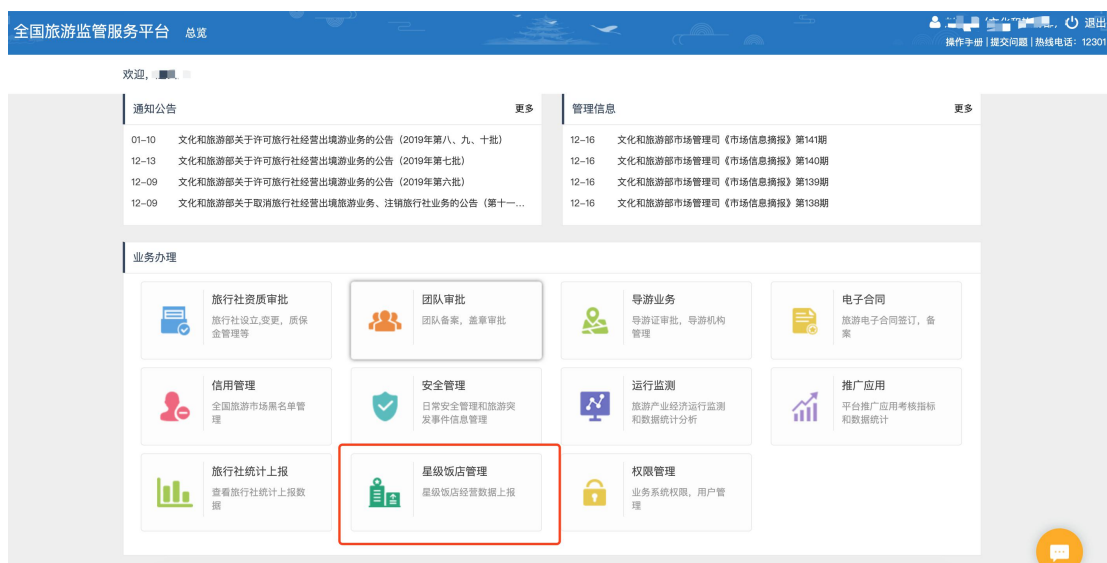 全国旅游监管服务平台 总览
退出
操作手册 | 提交问题 | 热线电话：12301
欢迎,
通知公告 更多
01-10 文化和旅游部关于许可旅行社经营出境游业务的公告（2019年第八、九、十批）
12-13 文化和旅游部关于许可旅行社经营出境游业务的公告（2019年第七批）
12-09 文化和旅游部关于许可旅行社经营出境游业务的公告（2019年第六批）
12-09 文化和旅游部关于取消旅行社经营出境旅游业务、注销旅行社业务的公告（第十一...
管理信息 更多
12-16 文化和旅游部市场管理司《市场信息摘报》第141期
12-16 文化和旅游部市场管理司《市场信息摘报》第140期
12-16 文化和旅游部市场管理司《市场信息摘报》第139期
12-16 文化和旅游部市场管理司《市场信息摘报》第138期
业务办理
旅行社资质审批
旅行社设立,变更，质保
金管理等
团队审批
团队备案，盖章审批
导游业务
导游证审批，导游机构
管理
电子合同
旅游电子合同签订，备
案
信用管理
全国旅游市场黑名单管
理
安全管理
日常安全管理和旅游突
发事件信息管理
运行监测
旅游产业经济运行监测
和数据统计分析
推广应用
平台推广应用考核指标
和数据统计
旅行社统计上报
查看旅行社统计上报数
据
星级饭店管理
星级饭店经营数据上报
权限管理
业务系统权限，用户管
理